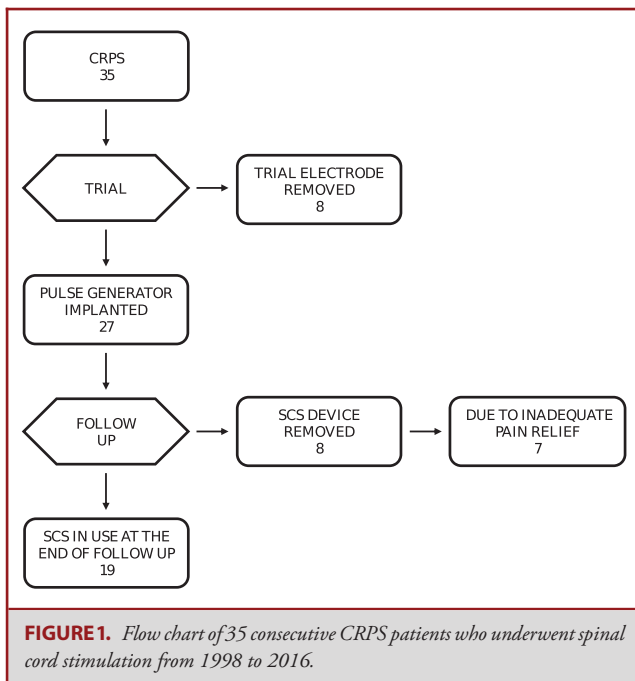 CRPS
35
TRIAL
TRIAL ELECTRODE
REMOVED
8
PULSE GENERATOR
IMPLANTED
27
FOLLOW
UP
SCS DEVICE
REMOVED
8
DUE TO INADEQUATE
PAIN RELIEF
7
SCS IN USE AT THE
END OF FOLLOW UP
19
FIGURE 1. Flow chart of 35 consecutive CRPS patients who underwent spinal
cord stimulation from 1998 to 2016.